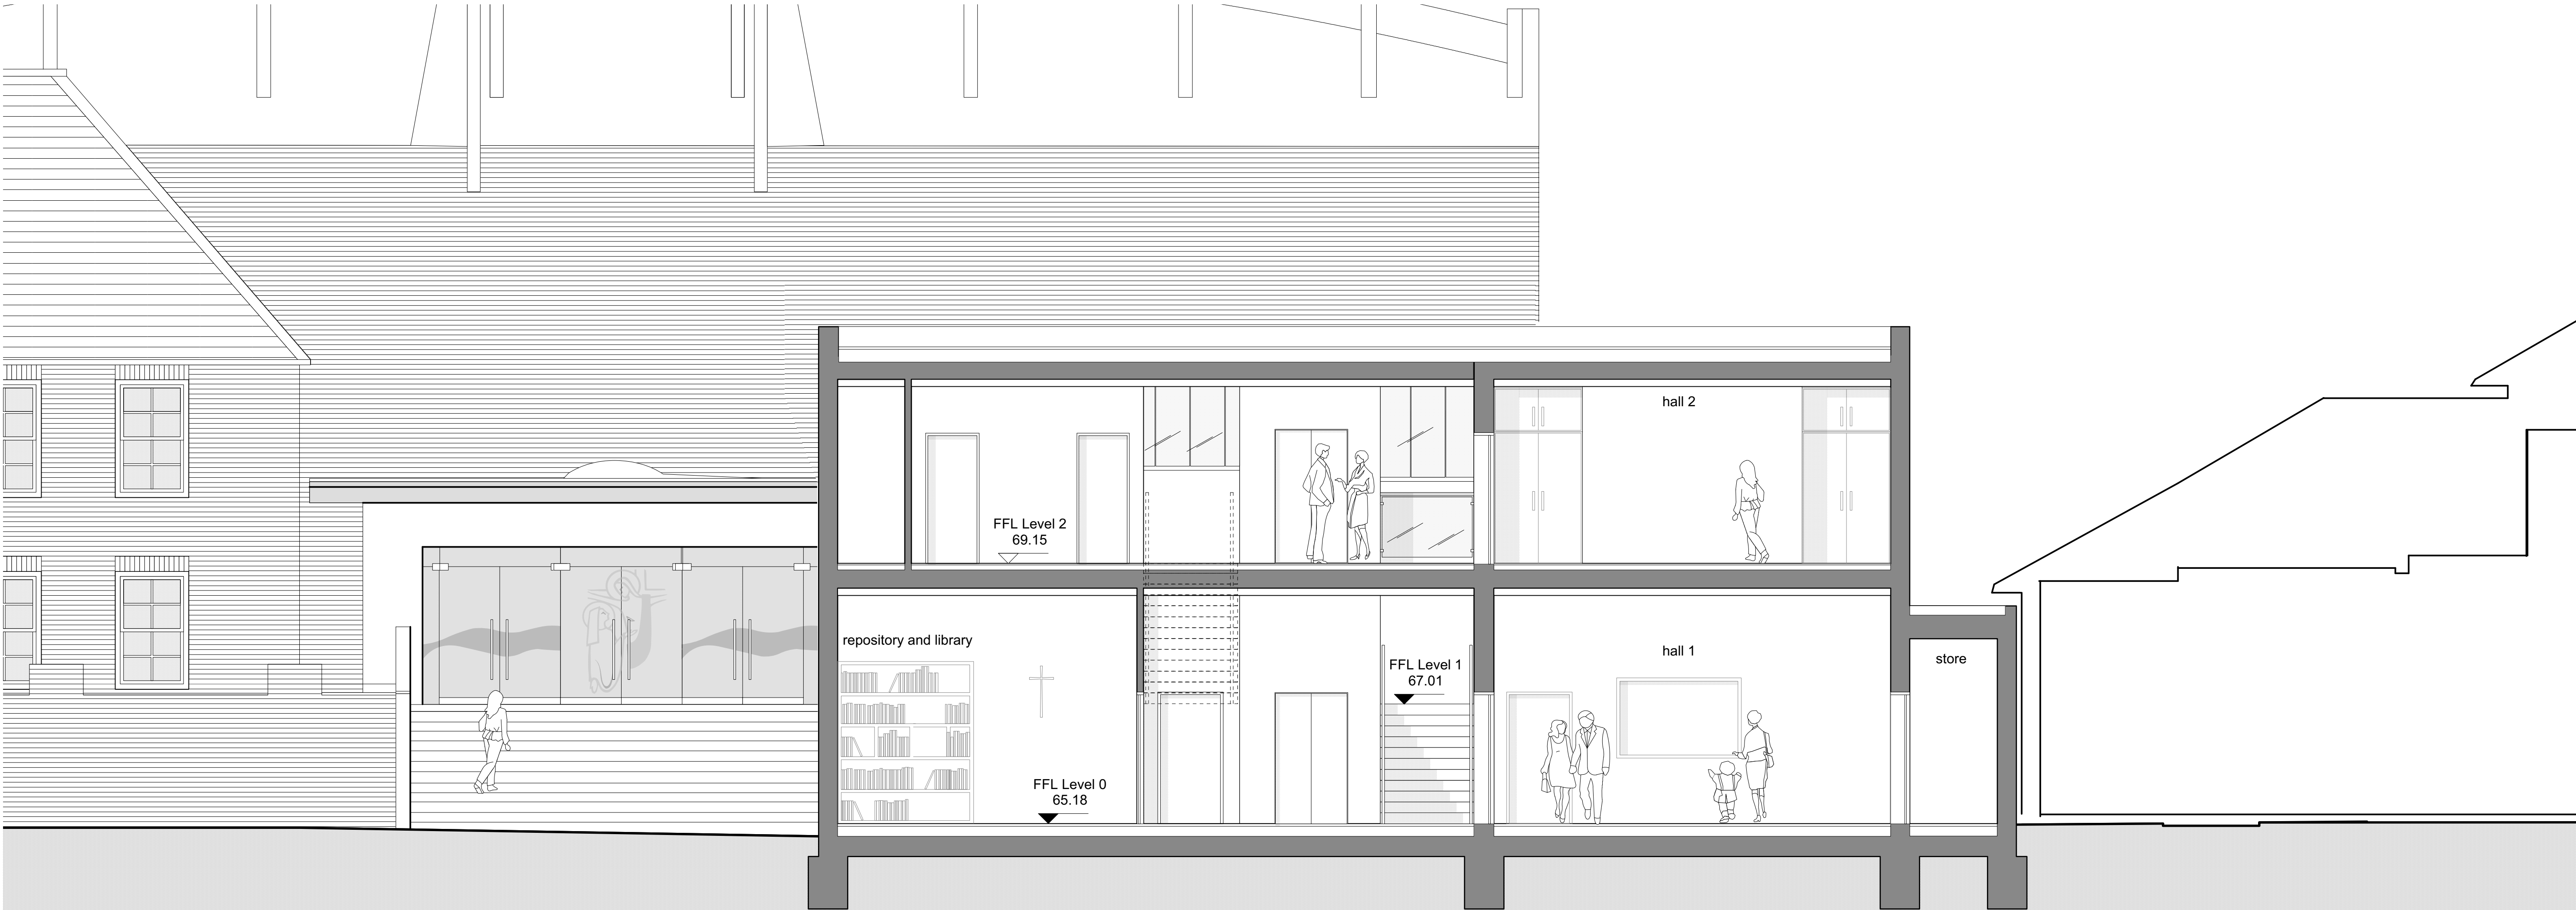 hall 2
FFL Level 2
69.15
repository and library
hall 1
store
FFL Level 1
67.01
FFL Level 0
65.18